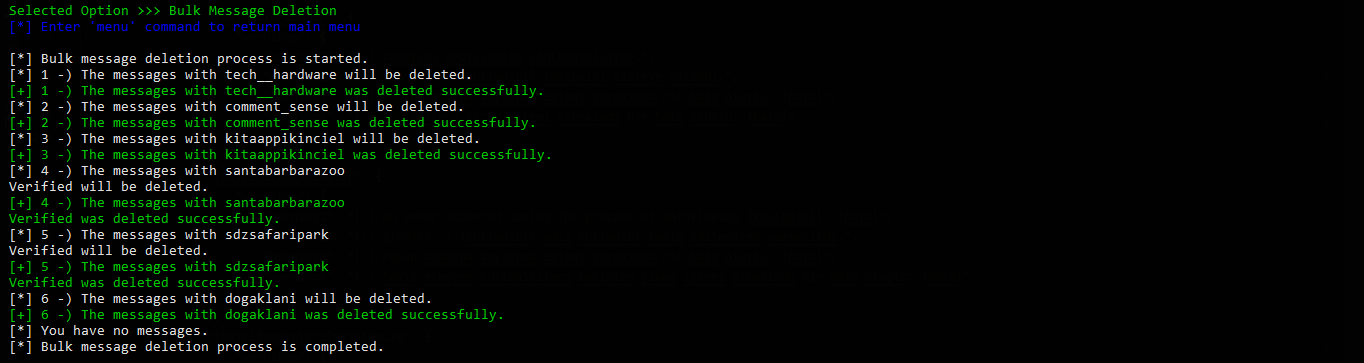 Selected Option >>> Bulk Message Deletion
[*] Enter `menu` command to return main menu
[*] Bulk message deletion process is started.
[*] 1 -) The messages with tech__hardware will be deleted.
[+] 1 -) The messages with tech__hardware was deleted successfully.
[*] 2 -) The messages with comment_sense will be deleted.
[+] 2 -) The messages with comment_sense was deleted successfully.
[*] 3 -) The messages with kitaappikinciel will be deleted.
[+] 3 -) The messages with kitaappikinciel was deleted successfully.
[*] 4 -) The messages with santabarbarazoo
Verified will be deleted.
[+] 4 -) The messages with santabarbarazoo
Verified was deleted successfully.
[*] 5 -) The messages with sdzsafaripark
Verified will be deleted.
[+] 5 -) The messages with sdzsafaripark
Verified was deleted successfully.
[*] 6 -) The messages with dogaklani will be deleted.
[+] 6 -) The messages with dogaklani was deleted successfully.
[*] You have no messages.
[*] Bulk message deletion process is completed.